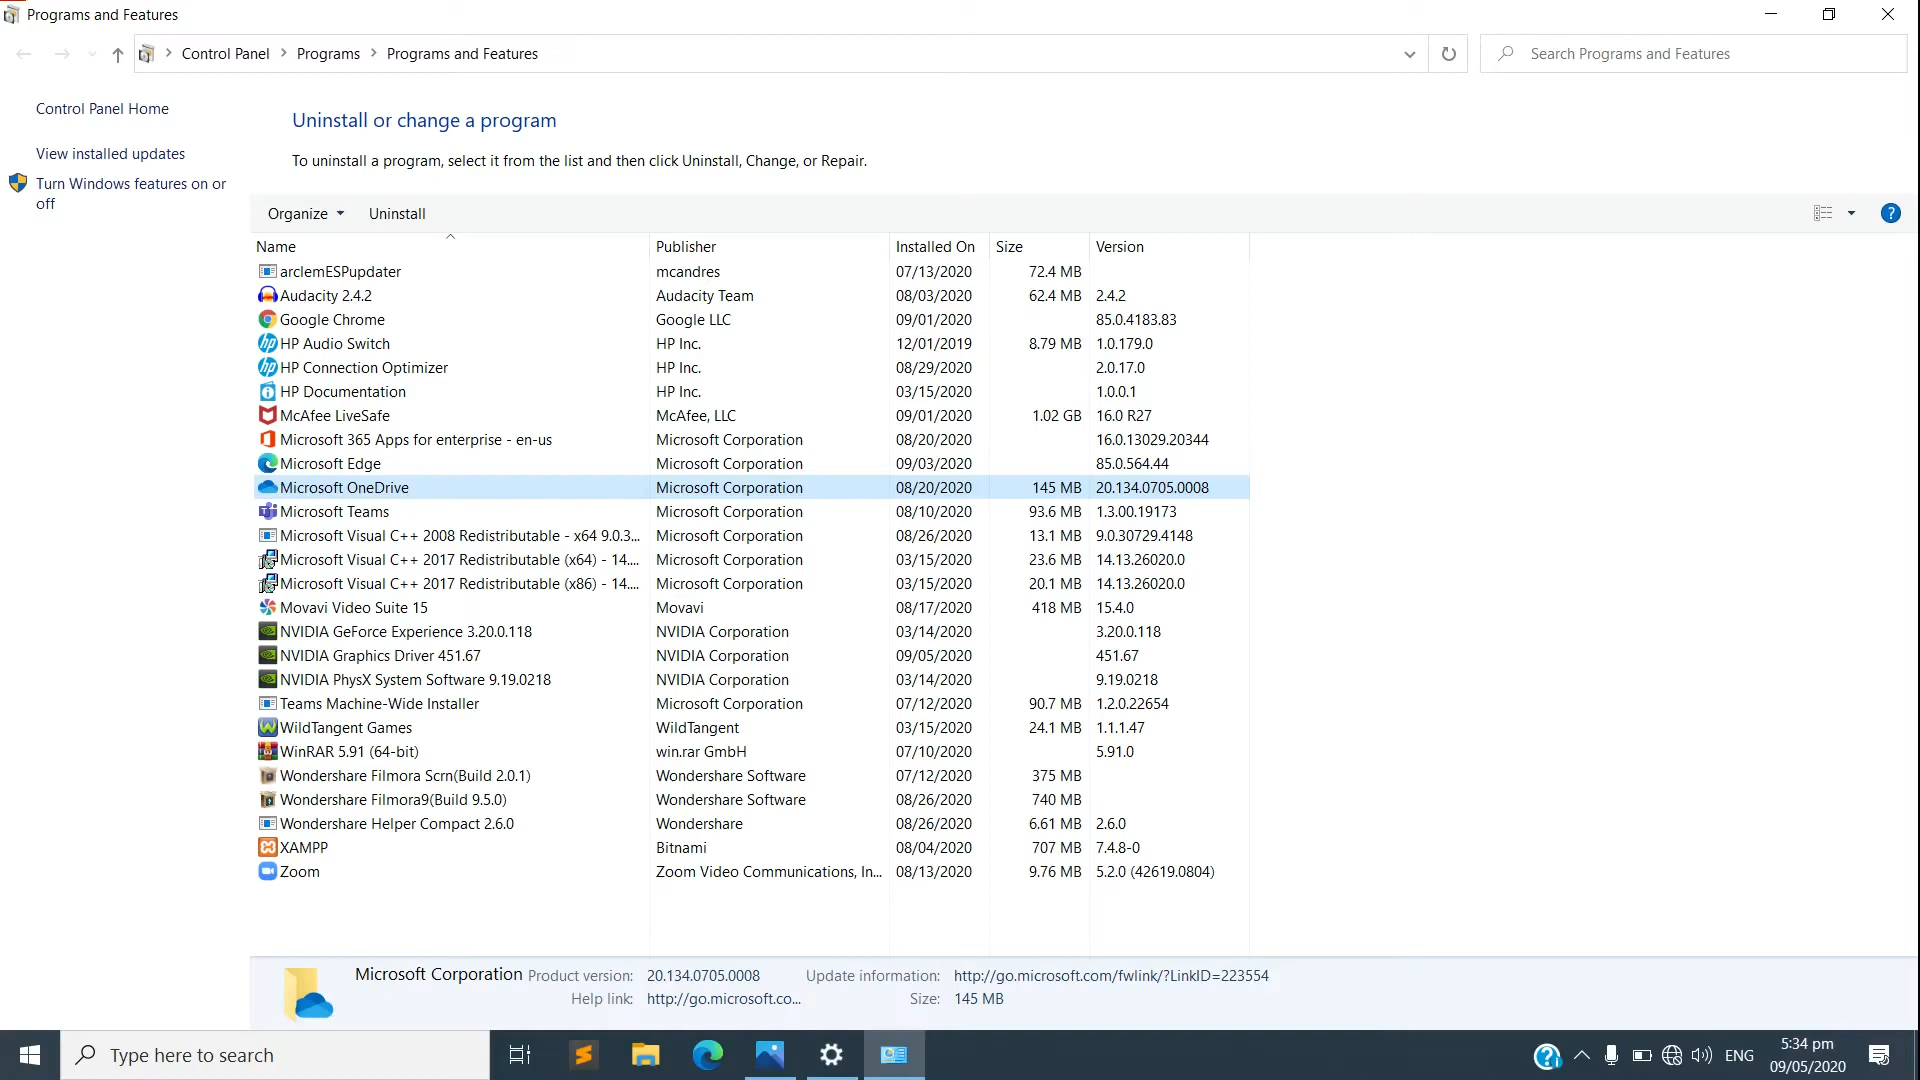 Programs and Features
Control Panel > Programs > Programs and Features
Search Programs and Features
Control Panel Home
View installed updates
Turn Windows features on or
off
Uninstall or change a program
To uninstall a program, select it from the list and then click Uninstall, Change, or Repair.
Organize Uninstall
Name Publisher Installed On Size Version
arclemESPupdater mcandres 07/13/2020 72.4 MB
Audacity 2.4.2 Audacity Team 08/03/2020 62.4 MB 2.4.2
Google Chrome Google LLC 09/01/2020 85.0.4183.83
HP Audio Switch HP Inc. 12/01/2019 8.79 MB 1.0.179.0
HP Connection Optimizer HP Inc. 08/29/2020 2.0.17.0
HP Documentation HP Inc. 03/15/2020 1.0.0.1
McAfee LiveSafe McAfee, LLC 09/01/2020 1.02 GB 16.0 R27
Microsoft 365 Apps for enterprise - en-us Microsoft Corporation 08/20/2020 16.0.13029.20344
Microsoft Edge Microsoft Corporation 09/03/2020 85.0.564.44
Microsoft OneDrive Microsoft Corporation 08/20/2020 145 MB 20.134.0705.0008
Microsoft Teams Microsoft Corporation 08/10/2020 93.6 MB 1.3.00.19173
Microsoft Visual C++ 2008 Redistributable - x64 9.0.3... Microsoft Corporation 08/26/2020 13.1 MB 9.0.30729.4148
Microsoft Visual C++ 2017 Redistributable (x64) - 14.... Microsoft Corporation 03/15/2020 23.6 MB 14.13.26020.0
Microsoft Visual C++ 2017 Redistributable (x86) - 14.... Microsoft Corporation 03/15/2020 20.1 MB 14.13.26020.0
Movavi Video Suite 15 Movavi 08/17/2020 418 MB 15.4.0
NVIDIA GeForce Experience 3.20.0.118 NVIDIA Corporation 03/14/2020 3.20.0.118
NVIDIA Graphics Driver 451.67 NVIDIA Corporation 09/05/2020 451.67
NVIDIA PhysX System Software 9.19.0218 NVIDIA Corporation 03/14/2020 9.19.0218
Teams Machine-Wide Installer Microsoft Corporation 07/12/2020 90.7 MB 1.2.0.22654
WildTangent Games WildTangent 03/15/2020 24.1 MB 1.1.1.47
WinRAR 5.91 (64-bit) win.rar GmbH 07/10/2020 5.91.0
Wondershare Filmora Scrn(Build 2.0.1) Wondershare Software 07/12/2020 375 MB
Wondershare Filmora9(Build 9.5.0) Wondershare Software 08/26/2020 740 MB
Wondershare Helper Compact 2.6.0 Wondershare 08/26/2020 6.61 MB 2.6.0
XAMPP Bitnami 08/04/2020 707 MB 7.4.8-0
Zoom Zoom Video Communications, In... 08/13/2020 9.76 MB 5.2.0 (42619.0804)
Microsoft Corporation Product version: 20.134.0705.0008 Update information: http://go.microsoft.com/fwlink/?LinkID=223554
Help link: http://go.microsoft.co... Size: 145 MB
Type here to search
ENG
5:34 pm
09/05/2020